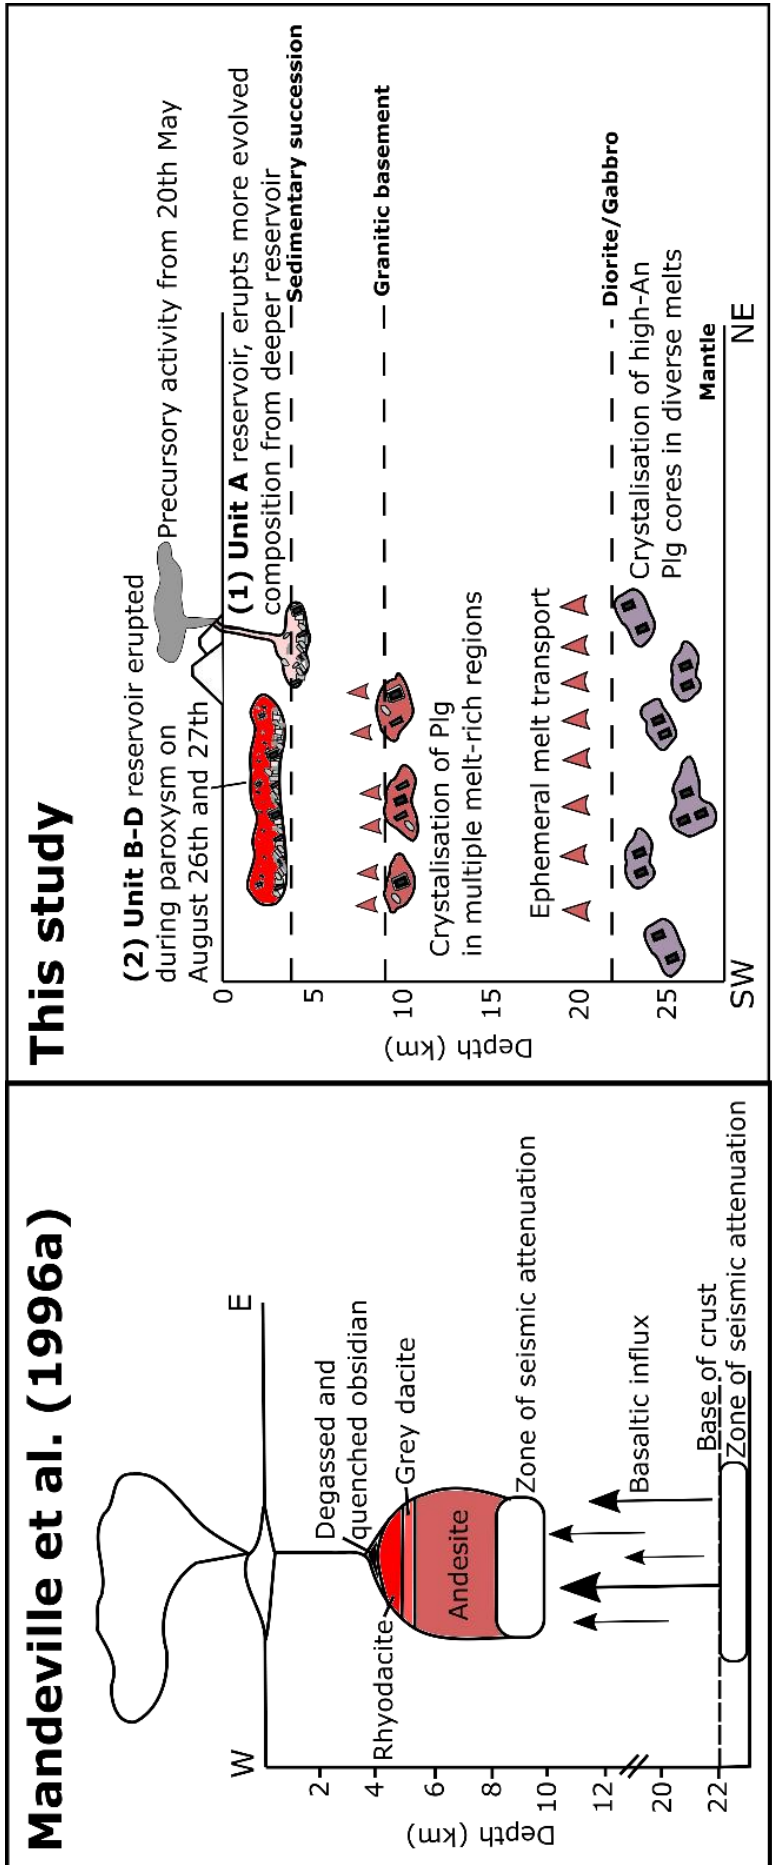 Mandeville et al. (1996a)
W
E
2
4
6
8
10
12
20
22
Depth (km)
Degassed and
quenched obsidian
Rhyodacite
Grey dacite
Andesite
Zone of seismic attenuation
Basaltic influx
Base of crust
Zone of seismic attenuation
This study
(2) Unit B-D reservoir erupted
during paroxysm on
August 26th and 27th
Precursory activity from 20th May
(1) Unit A reservoir, erupts more evolved
composition from deeper reservoir
Sedimentary succession
Granitic basement
0
5
10
15
20
25
Depth (km)
Crystalisation of Plg
in multiple melt-rich regions
Ephemeral melt transport
Diorite/Gabbro
Crystalisation of high-An
Plg cores in diverse melts
Mantle
SW
NE